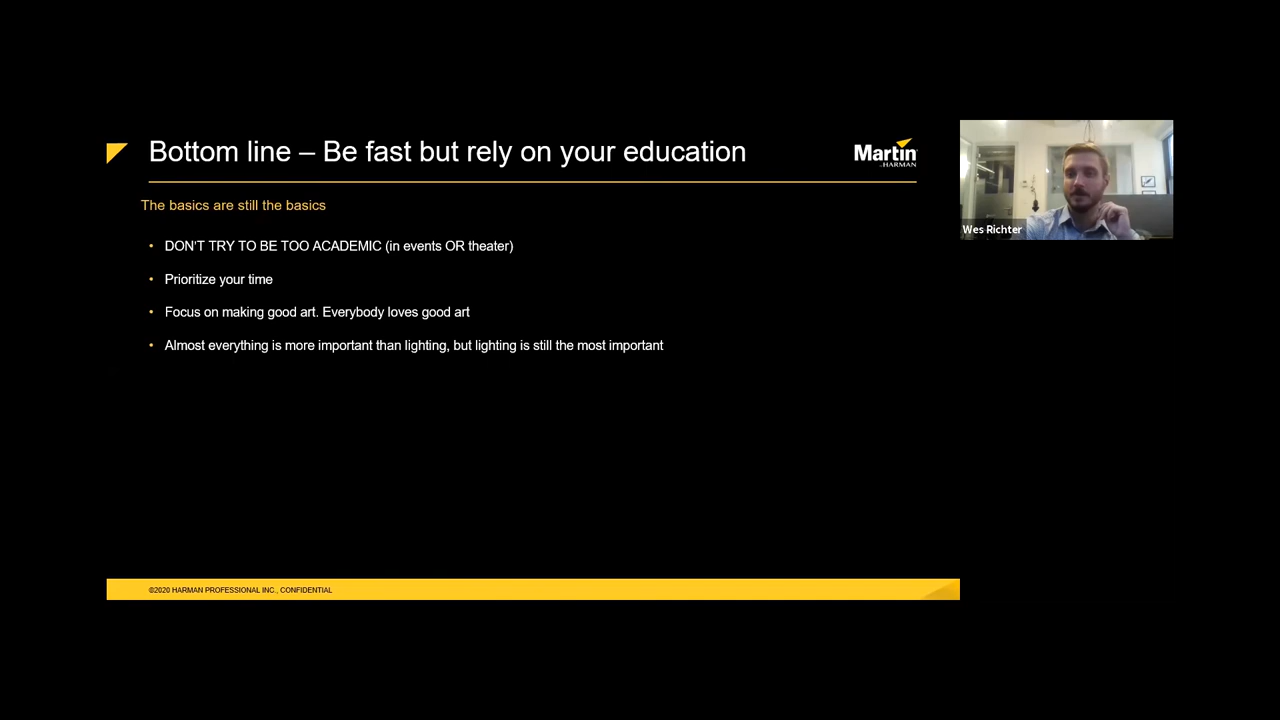 Bottom line – Be fast but rely on your education
Martin
by HARMAN
The basics are still the basics
• DON'T TRY TO BE TOO ACADEMIC (in events OR theater)
• Prioritize your time
• Focus on making good art. Everybody loves good art
• Almost everything is more important than lighting, but lighting is still the most important
Wes Richter
©2020 HARMAN PROFESSIONAL INC., CONFIDENTIAL